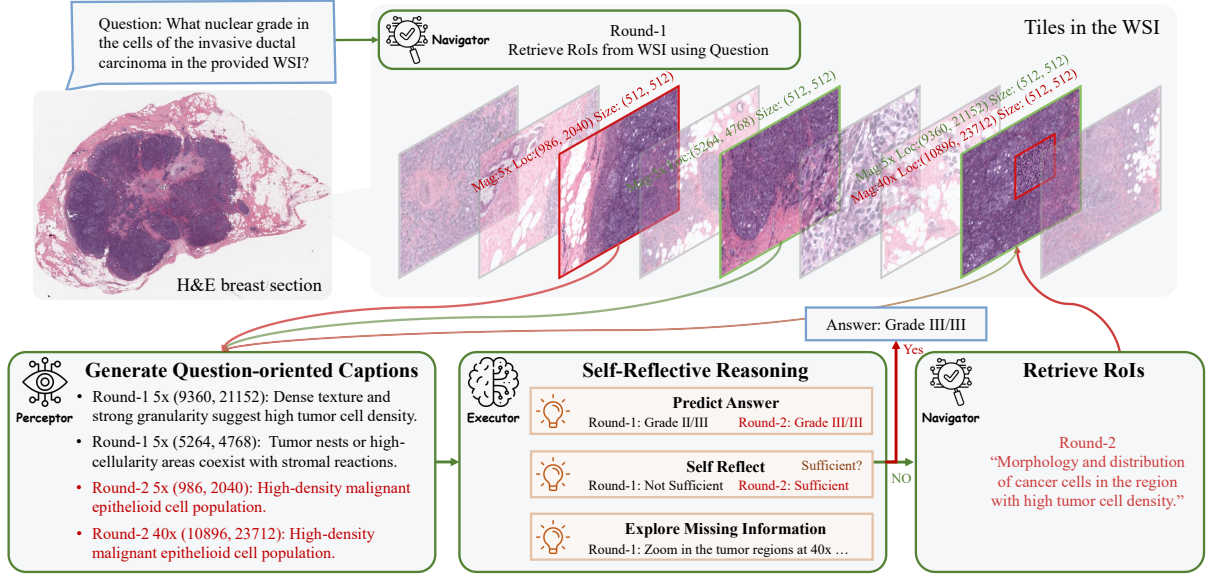 Question: What nuclear grade in
the cells of the invasive ductal
carcinoma in the provided WSI?
Navigator
Round-1
Retrieve RoIs from WSI using Question
Tiles in the WSI
Mag:5x Loc:(986, 2040) Size: (512, 512)
Mag:5x Loc:(5264, 4768) Size: (512, 512)
Mag:5x Loc:(9360, 21152) Size: (512, 512)
Mag:40x Loc:(10896, 23712) Size: (512, 512)
H&E breast section
Answer: Grade III/III
Yes
Perceptor
Generate Question-oriented Captions
• Round-1 5x (9360, 21152): Dense texture and
strong granularity suggest high tumor cell density.
• Round-1 5x (5264, 4768): Tumor nests or high-
cellularity areas coexist with stromal reactions.
• Round-2 5x (986, 2040): High-density malignant
epithelioid cell population.
• Round-2 40x (10896, 23712): High-density
malignant epithelioid cell population.
Executor
Self-Reflective Reasoning
Predict Answer
Round-1: Grade II/III Round-2: Grade III/III
Self Reflect Sufficient?
Round-1: Not Sufficient Round-2: Sufficient
Explore Missing Information
Round-1: Zoom in the tumor regions at 40x ...
NO
Navigator
Retrieve RoIs
Round-2
“Morphology and distribution
of cancer cells in the region
with high tumor cell density.”